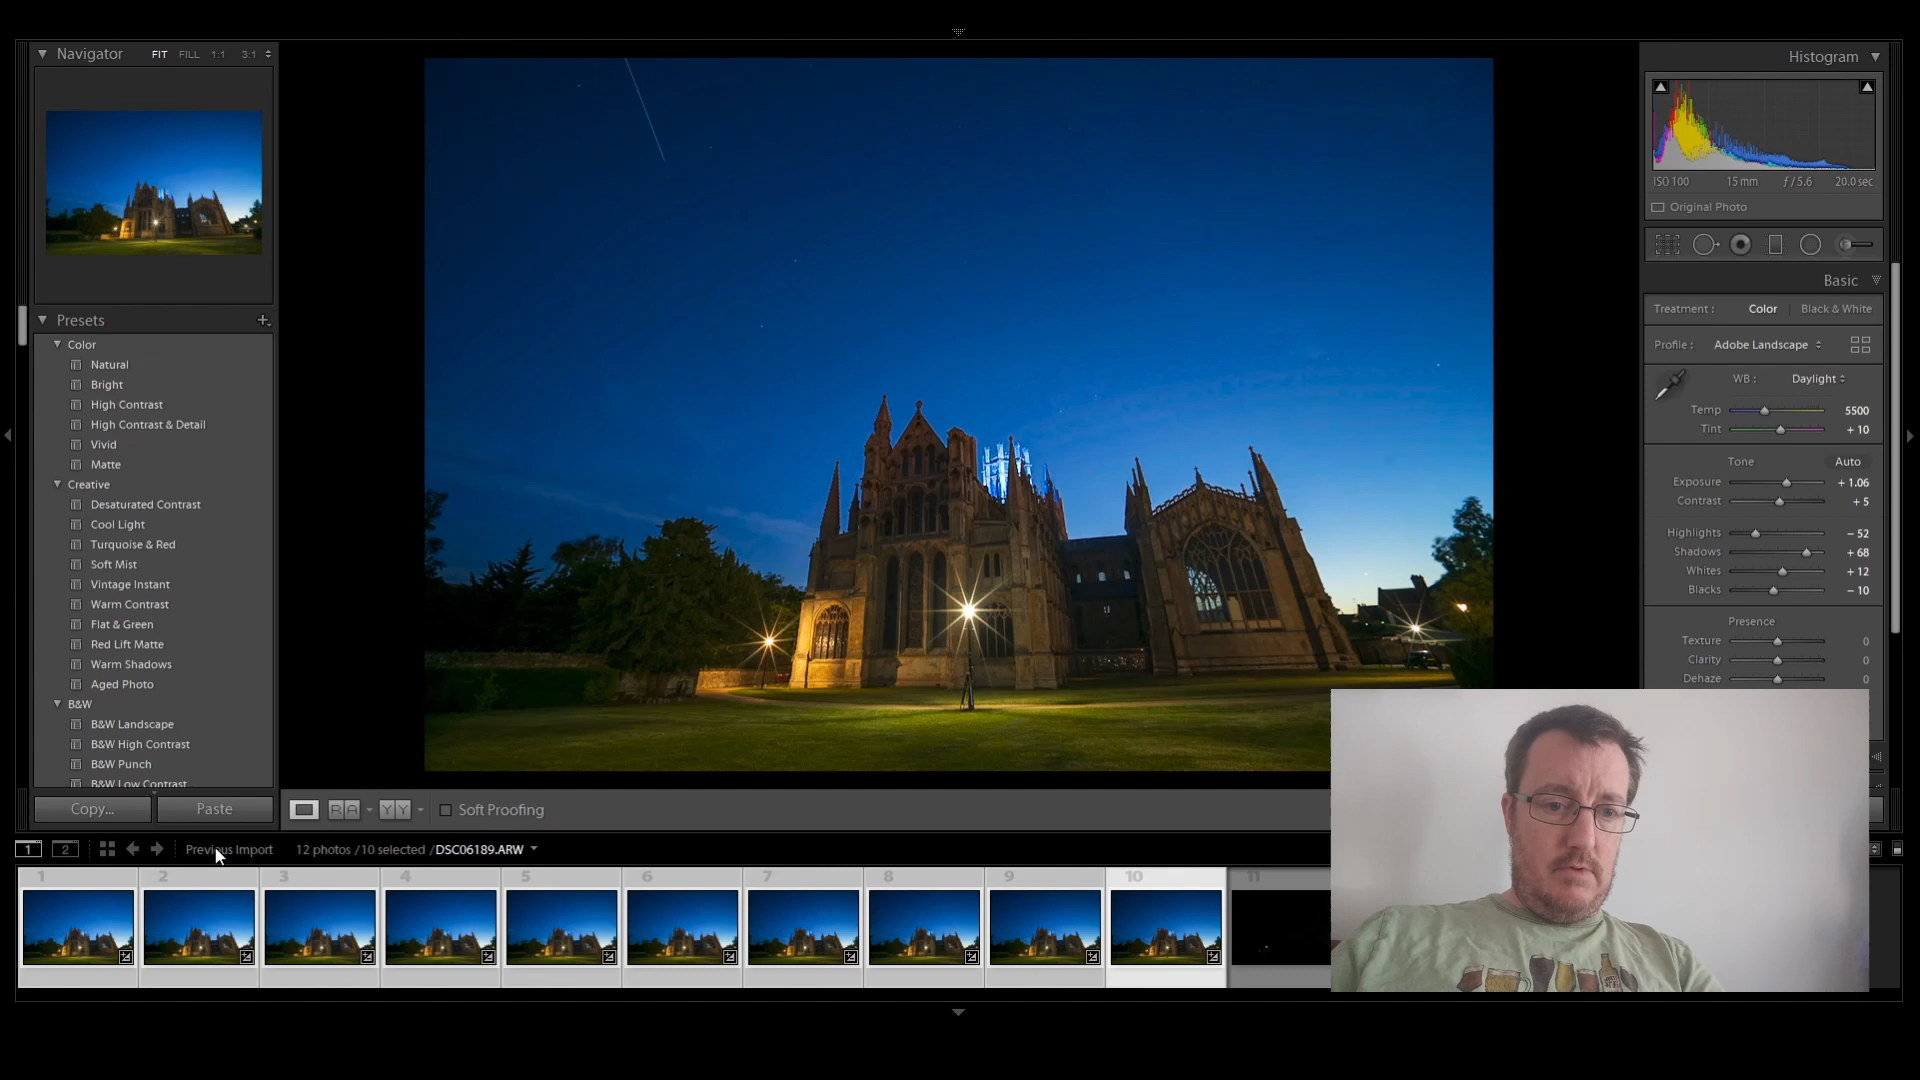 Navigator FIT FILL 1:1 3:1
Presets +
Color
Natural
Bright
High Contrast
High Contrast & Detail
Vivid
Matte
Creative
Desaturated Contrast
Cool Light
Turquoise & Red
Soft Mist
Vintage Instant
Warm Contrast
Flat & Green
Red Lift Matte
Warm Shadows
Aged Photo
B&W
B&W Landscape
B&W High Contrast
B&W Punch
B&W Low Contrast
Copy... Paste
Histogram
ISO 100 15 mm ƒ / 5.6 20.0 sec
Original Photo
Basic
Treatment : Color Black & White
Profile : Adobe Landscape
WB : Daylight
Temp 5500
Tint + 10
Tone Auto
Exposure + 1.06
Contrast + 5
Highlights − 52
Shadows + 68
Whites + 12
Blacks − 10
Presence
Texture 0
Clarity 0
Dehaze 0
R A Y Y Soft Proofing
1 2 Previous Import 12 photos / 10 selected / DSC06189.ARW
1 2 3 4 5 6 7 8 9 10 11